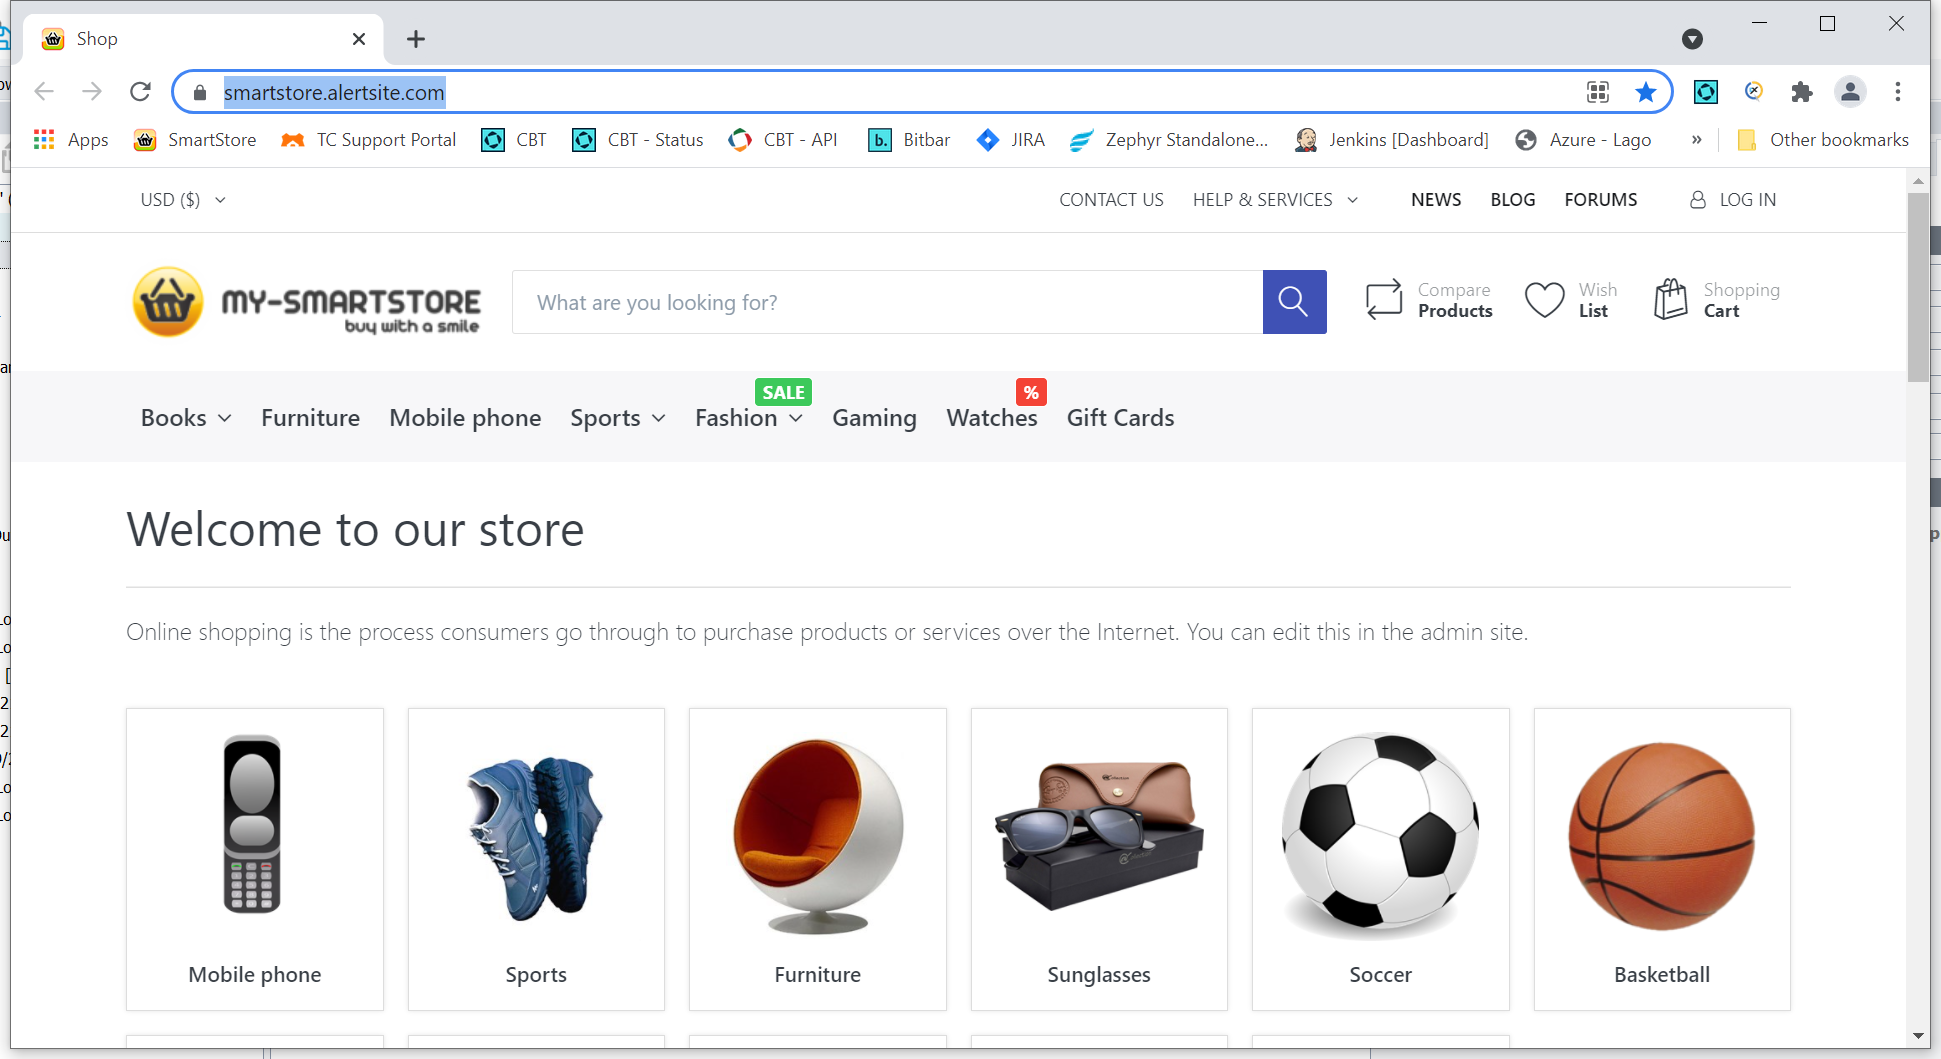 Shop
smartstore.alertsite.com
Apps SmartStore TC Support Portal CBT CBT - Status CBT - API b. Bitbar JIRA Zephyr Standalone... Jenkins [Dashboard] Azure - Lago » Other bookmarks
USD ($) CONTACT US HELP & SERVICES NEWS BLOG FORUMS LOG IN
MY-SMARTSTORE
buy with a smile
What are you looking for?
Compare
Products
Wish
List
Shopping
Cart
SALE %
Books Furniture Mobile phone Sports Fashion Gaming Watches Gift Cards
Welcome to our store
Online shopping is the process consumers go through to purchase products or services over the Internet. You can edit this in the admin site.
Mobile phone Sports Furniture Sunglasses Soccer Basketball